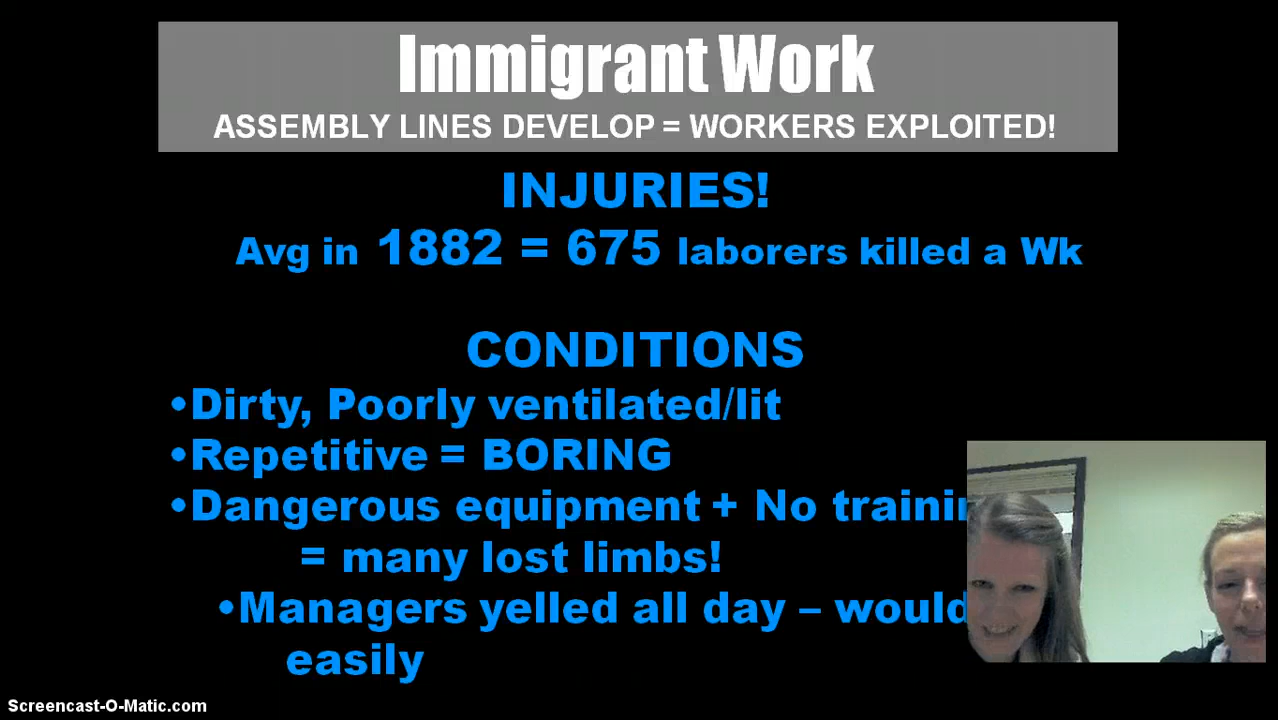 Immigrant Work
ASSEMBLY LINES DEVELOP = WORKERS EXPLOITED!
INJURIES!
Avg in 1882 = 675 laborers killed a Wk
CONDITIONS
•Dirty, Poorly ventilated/lit
•Repetitive = BORING
•Dangerous equipment + No trainin
= many lost limbs!
•Managers yelled all day – would
easily
Screencast-O-Matic.com